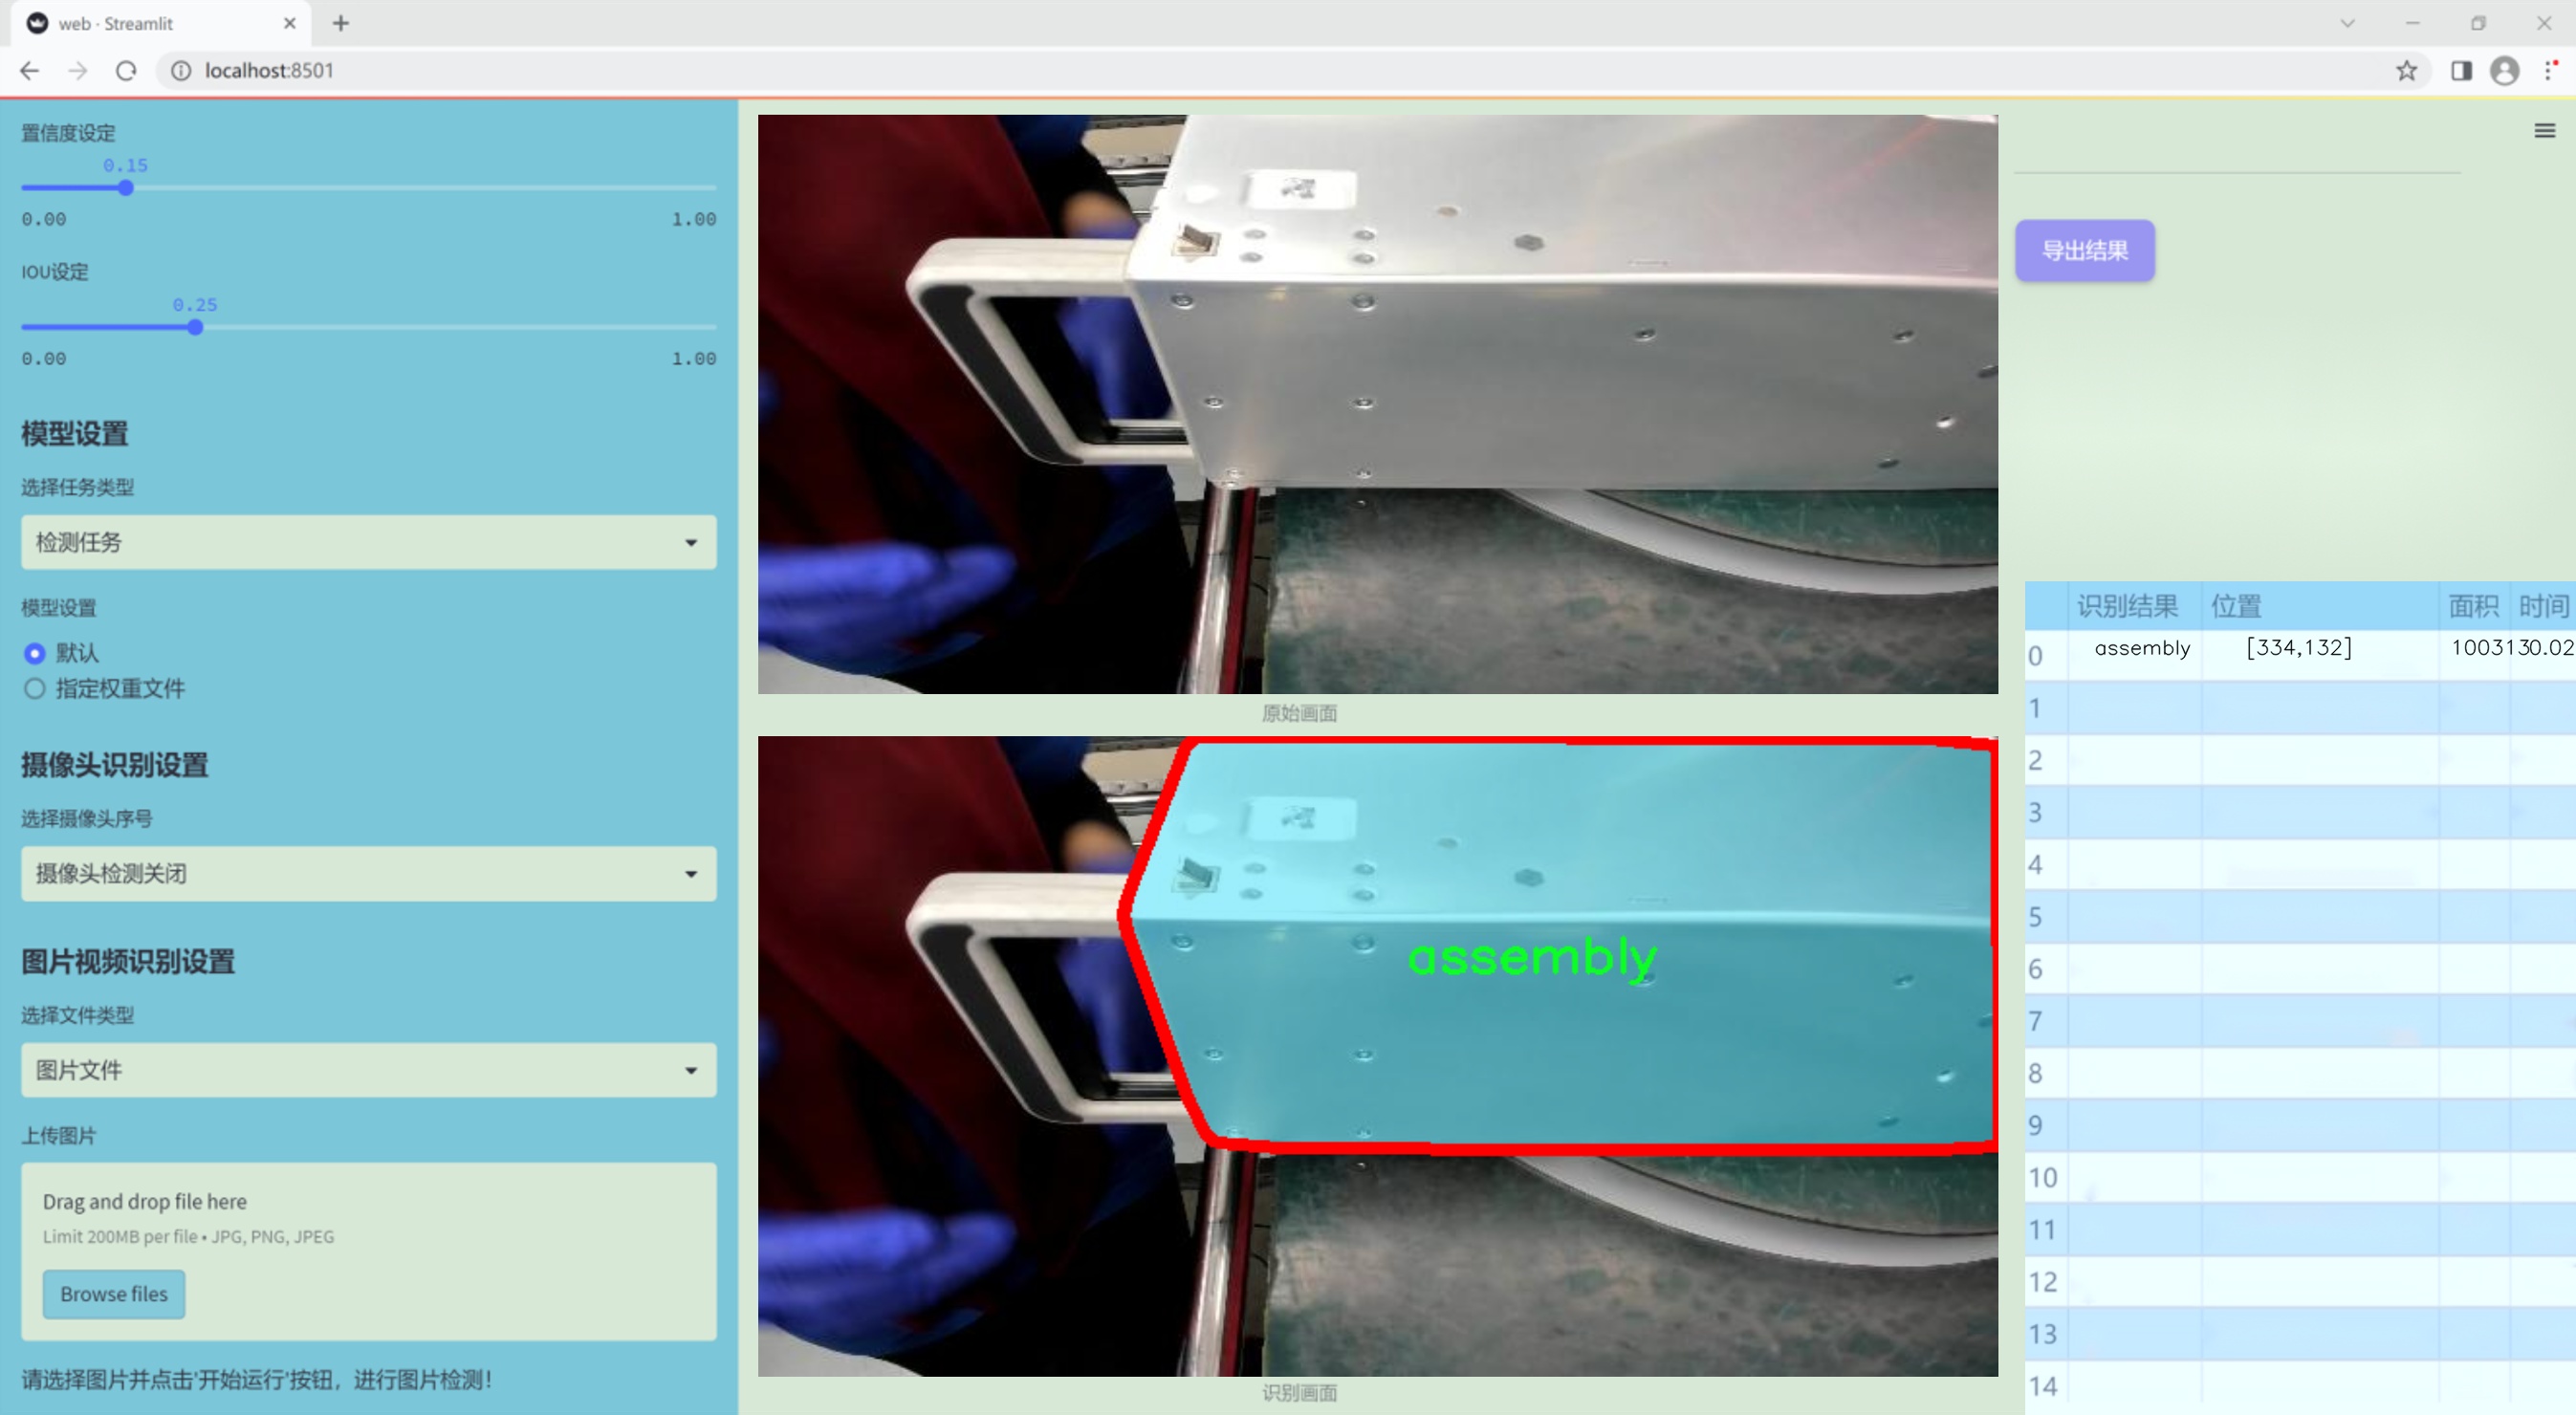 web · Streamlit
localhost:8501
置信度设定
0.15
0.00 1.00
IOU设定
0.25
0.00 1.00
模型设置
选择任务类型
检测任务
模型设置
默认
指定权重文件
摄像头识别设置
选择摄像头序号
摄像头检测关闭
图片视频识别设置
选择文件类型
图片文件
上传图片
Drag and drop file here
Limit 200MB per file • JPG, PNG, JPEG
Browse files
请选择图片并点击'开始运行'按钮，进行图片检测！
原始画面
assembly
识别画面
导出结果
识别结果 位置 面积 时间
0 assembly [334,132] 1003130.02
1
2
3
4
5
6
7
8
9
10
11
12
13
14